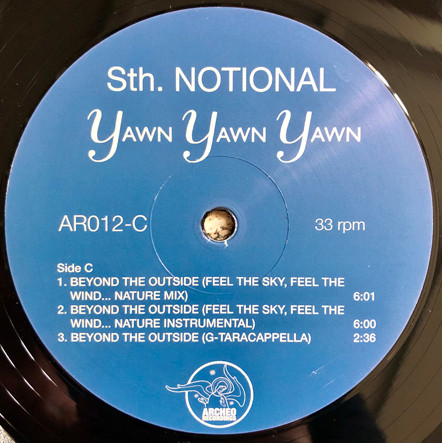 Sth. NOTIONAL
YAWN YAWN YAWN
AR012-C 33 rpm
Side C
1. BEYOND THE OUTSIDE (FEEL THE SKY, FEEL THE
WIND... NATURE MIX) 6:01
2. BEYOND THE OUTSIDE (FEEL THE SKY, FEEL THE
WIND... NATURE INSTRUMENTAL) 6:00
3. BEYOND THE OUTSIDE (G-TARACAPPELLA) 2:36
ARCHEO
RECORDINGS